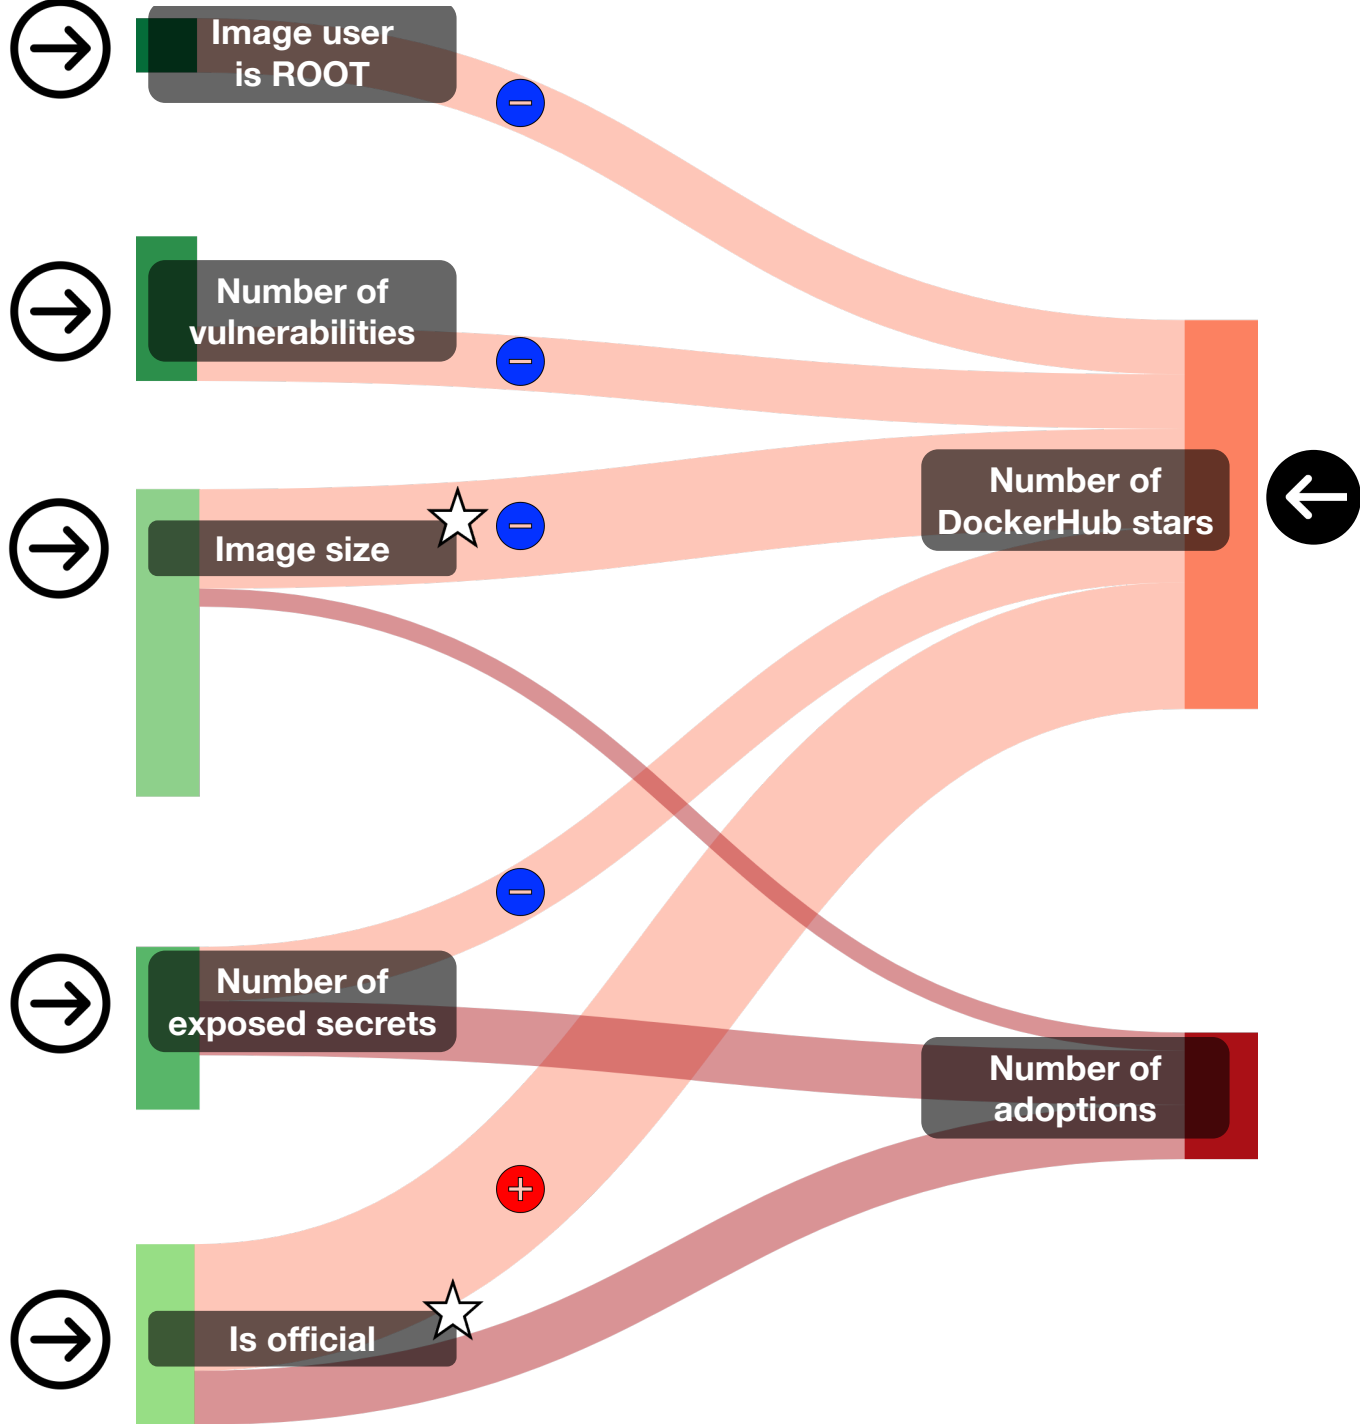 Image user
is ROOT
Number of
vulnerabilities
Image size
Number of
DockerHub stars
Number of
exposed secrets
Number of
adoptions
Is official